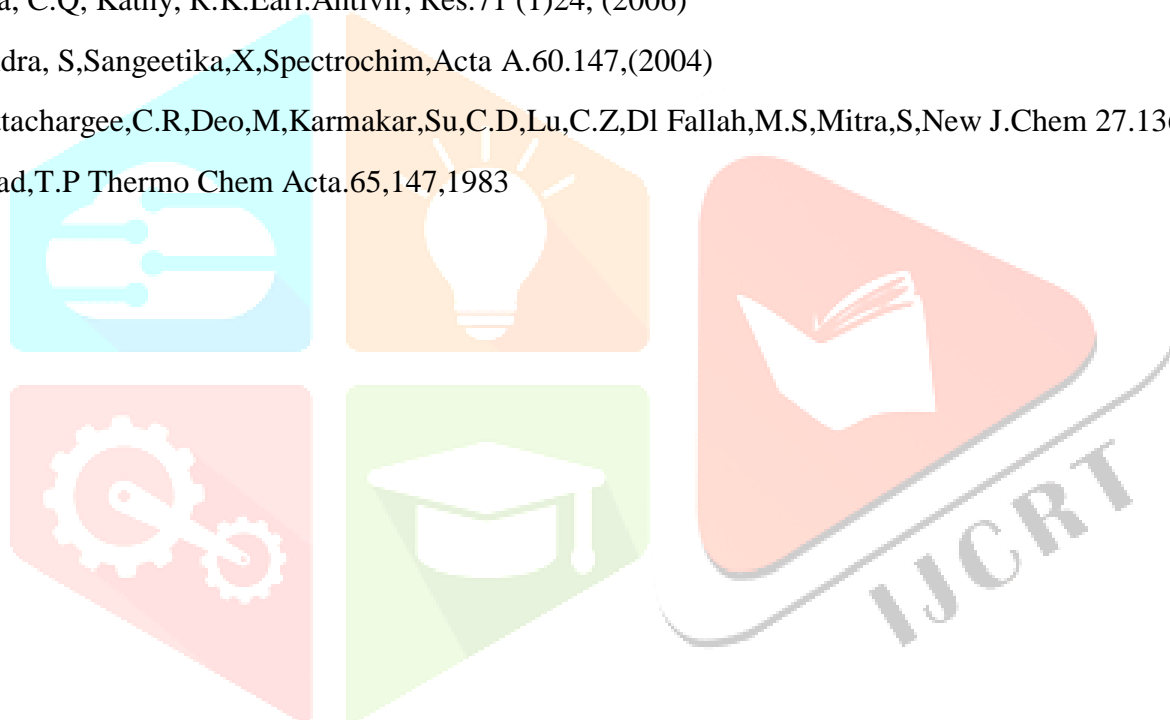 a, C.Q, Kathy, R.K.Earl.Antivir, Res.71 (1)24, (2006)
dra, S,Sangeetika,X,Spectrochim,Acta A.60.147,(2004)
tachargee,C.R,Deo,M,Karmakar,Su,C.D,Lu,C.Z,Dl Fallah,M.S,Mitra,S,New J.Chem 27.13
ad,T.P Thermo Chem Acta.65,147,1983
IJCRT